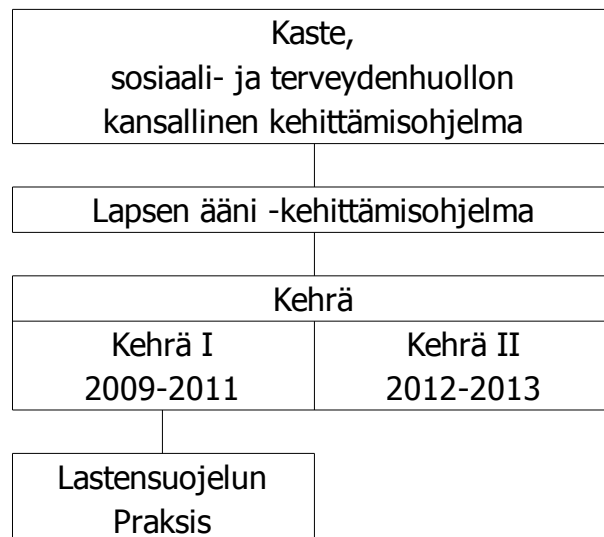 Kaste,
sosiaali- ja terveydenhuollon
kansallinen kehittämisohjelma
Lapsen ääni -kehittämisohjelma
Kehrä
Kehrä I
2009-2011
Kehrä II
2012-2013
Lastensuojelun
Praksis